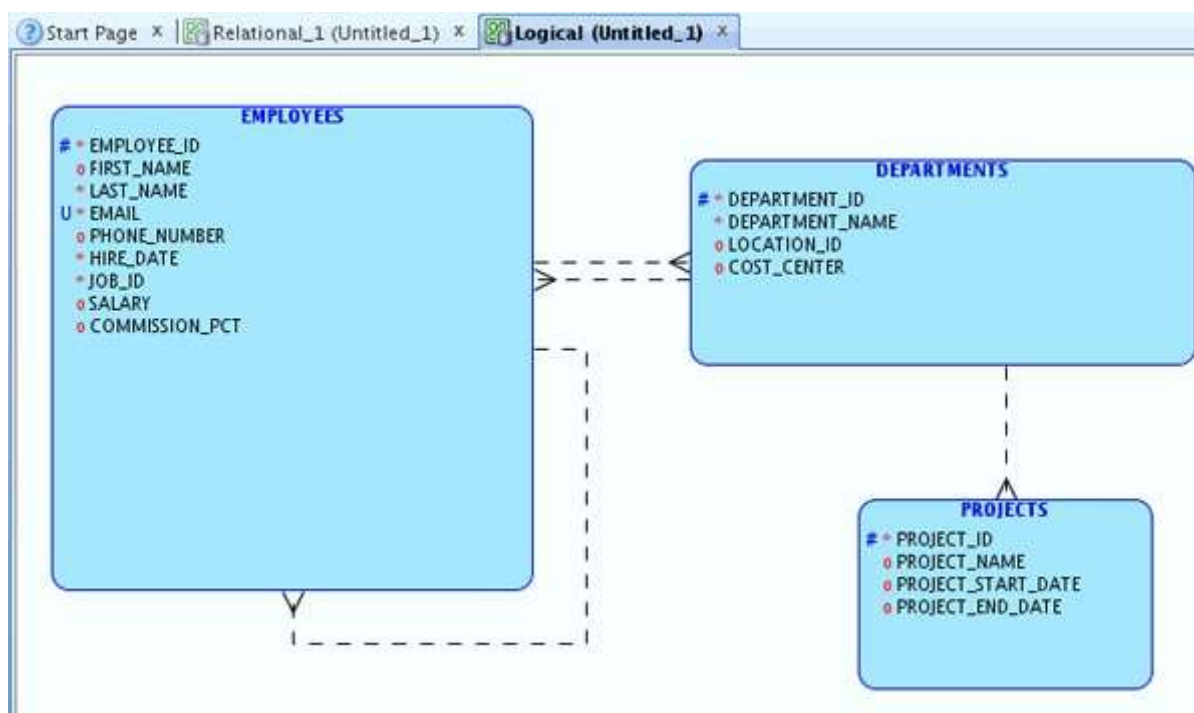 Start Page x Relational_1 (Untitled_1) x Logical (Untitled_1) x
EMPLOYEES
# * EMPLOYEE_ID
o FIRST_NAME
* LAST_NAME
U * EMAIL
o PHONE_NUMBER
* HIRE_DATE
* JOB_ID
o SALARY
o COMMISSION_PCT
DEPARTMENTS
# * DEPARTMENT_ID
* DEPARTMENT_NAME
o LOCATION_ID
o COST_CENTER
PROJECTS
# * PROJECT_ID
o PROJECT_NAME
o PROJECT_START_DATE
o PROJECT_END_DATE